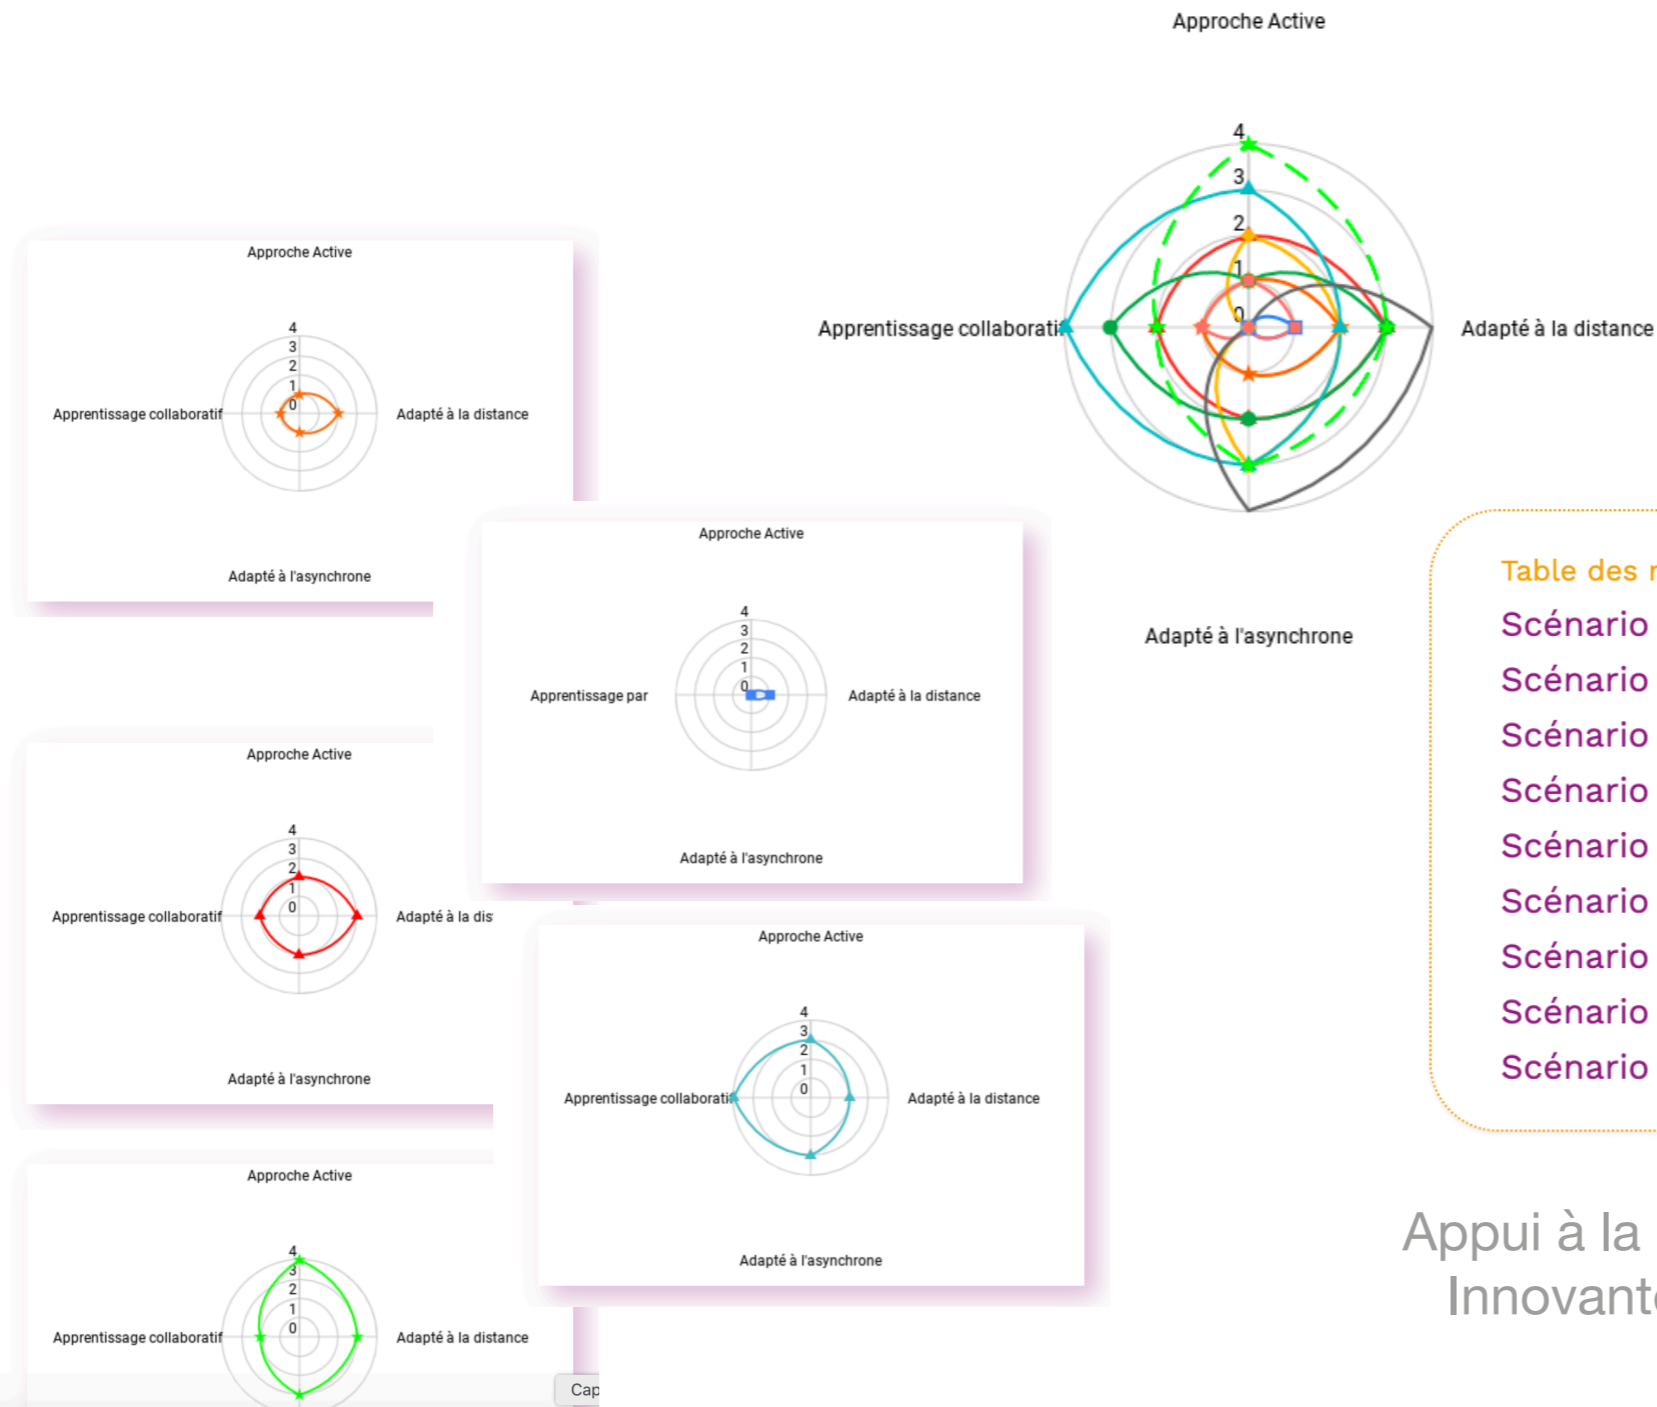 Approche Active
4
3
2
1
0
Apprentissage collaboratif
Adapté à la distance
Adapté à l'asynchrone
Approche Active
4
3
2
1
0
Apprentissage collaboratif
Adapté à la distance
Adapté à l'asynchrone
Approche Active
4
3
2
1
0
Apprentissage par
Adapté à la distance
Adapté à l'asynchrone
Approche Active
4
3
2
1
0
Apprentissage collaboratif
Adapté à la dis
Adapté à l'asynchrone
Approche Active
4
3
2
1
0
Apprentissage collaboratif
Adapté à la distance
Adapté à l'asynchrone
Approche Active
4
3
2
1
0
Apprentissage collaboratif
Adapté à la distance
Cap
Table des
Scénario
Scénario
Scénario
Scénario
Scénario
Scénario
Scénario
Scénario
Scénario
Appui à la
Innovante